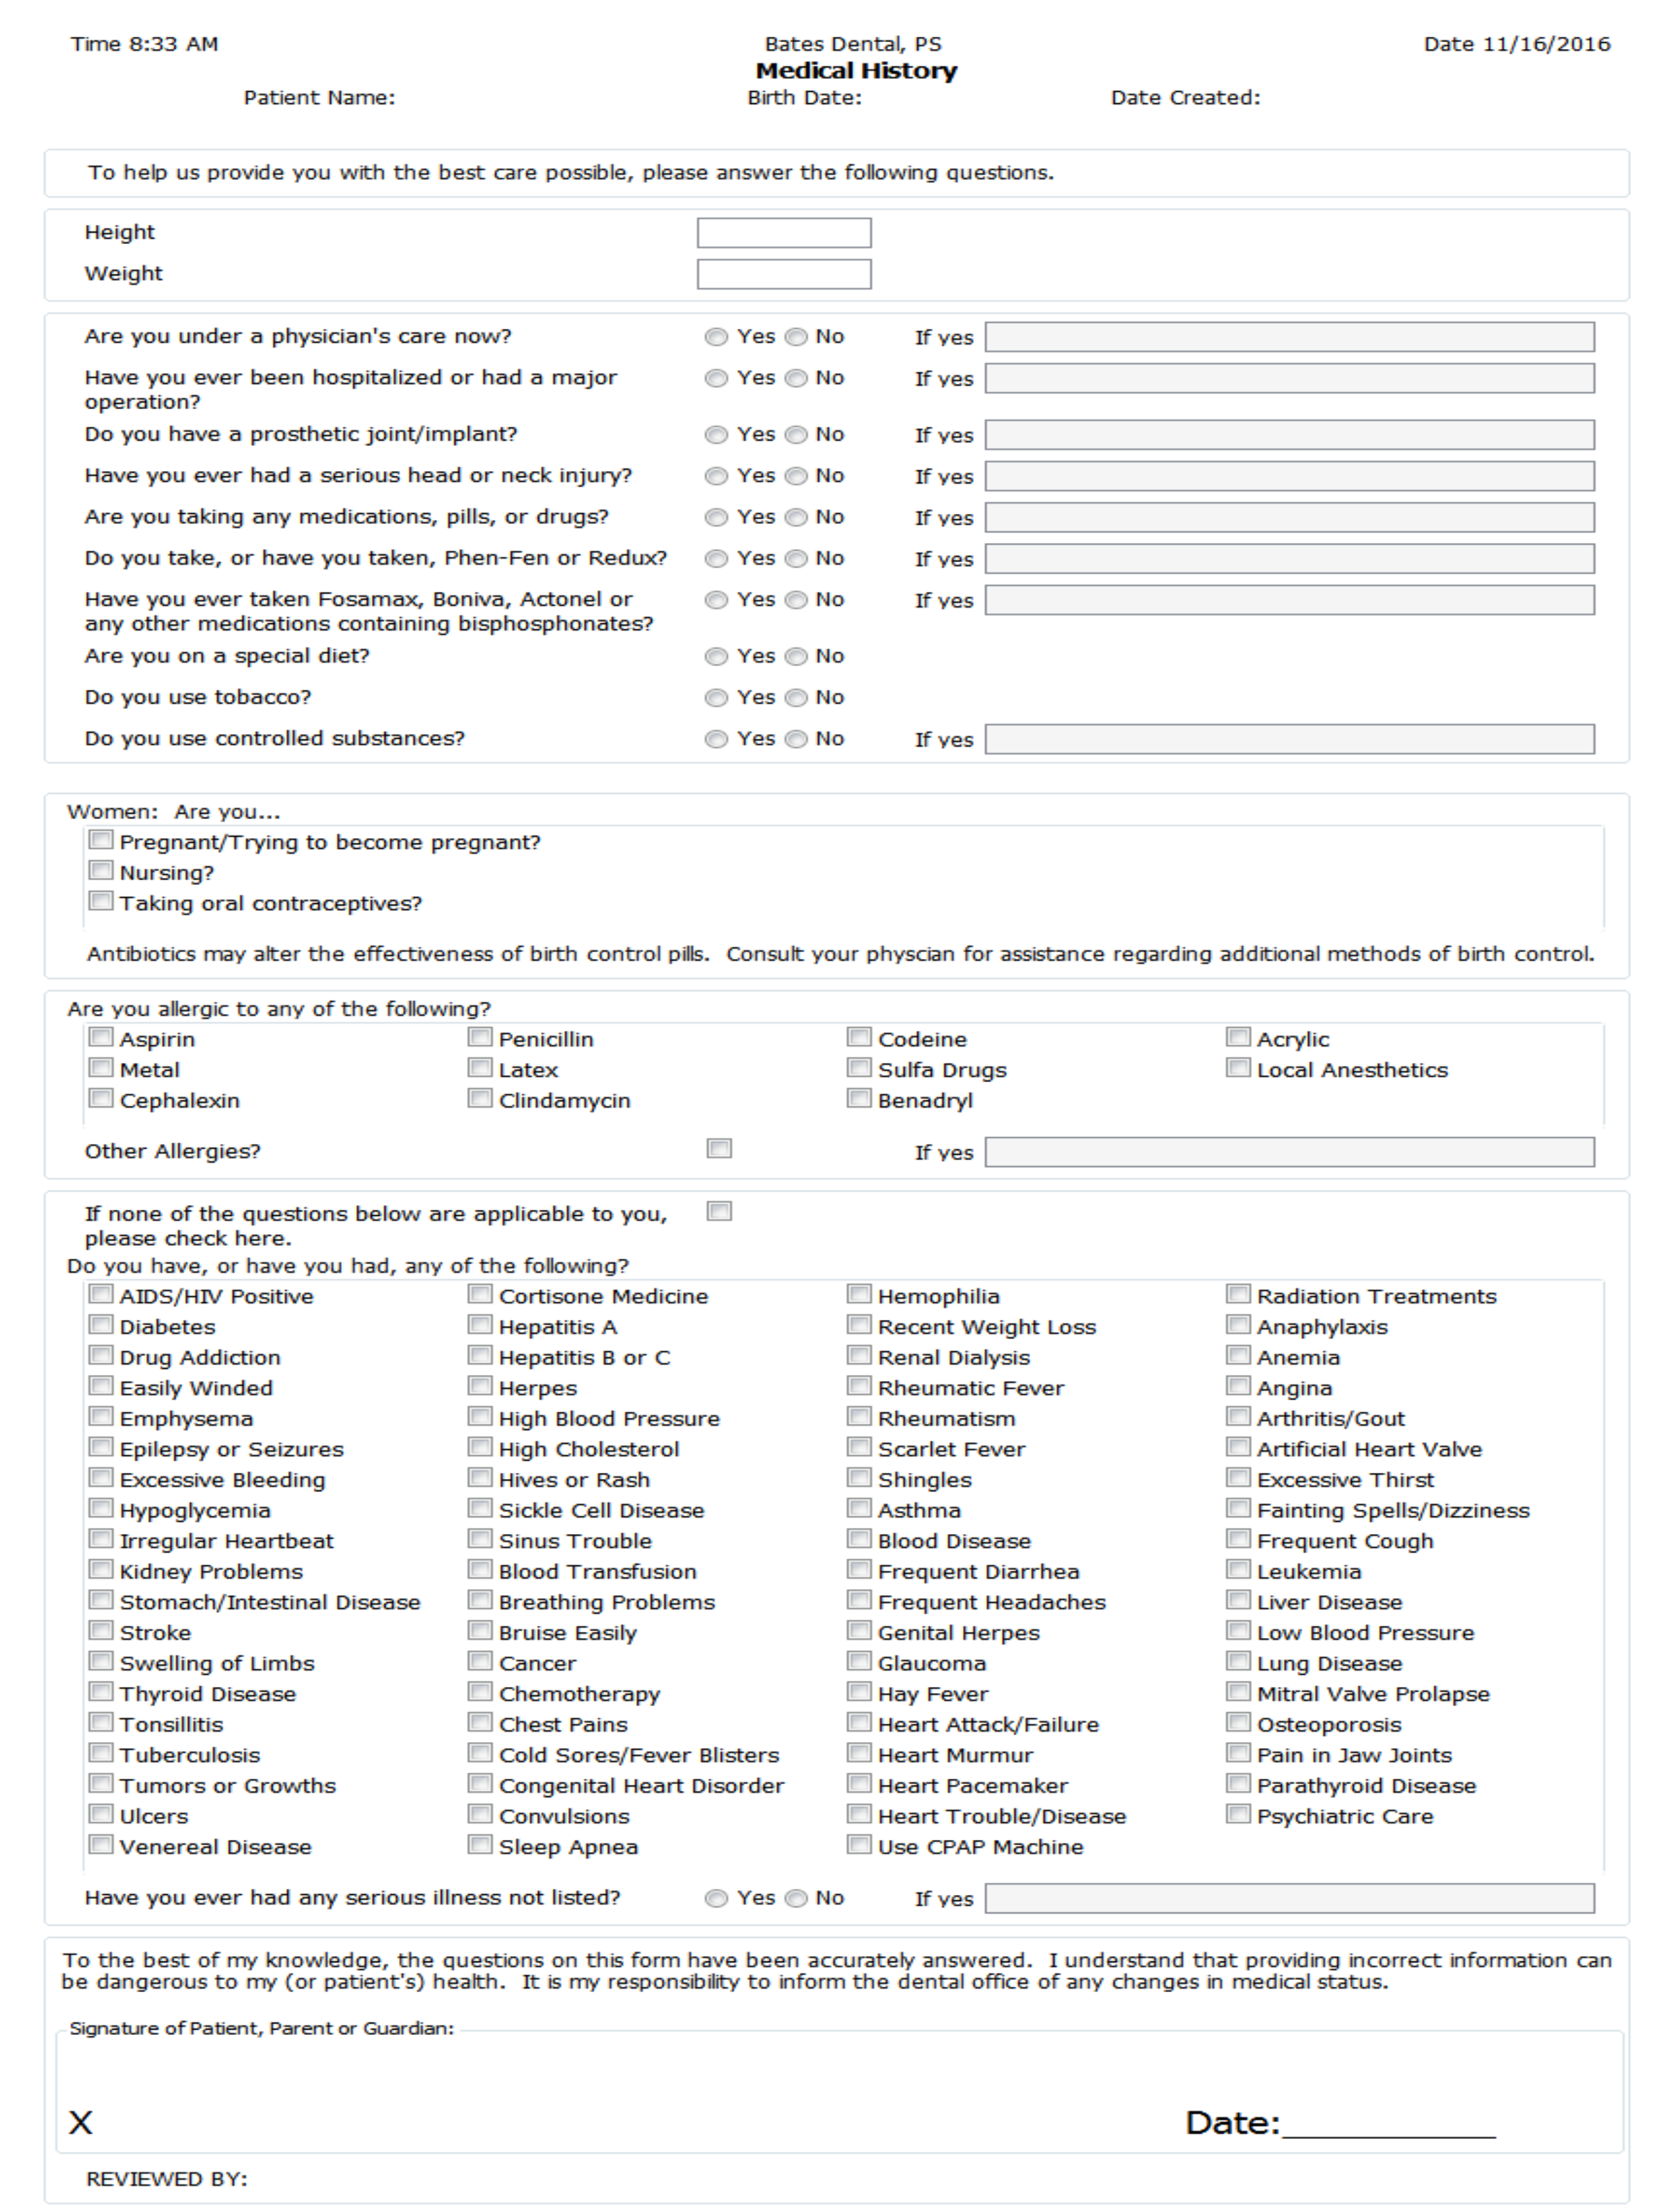 Time 8:33 AM Bates Dental, PS Date 11/16/2016
Medical History
Patient Name: Birth Date: Date Created:
To help us provide you with the best care possible, please answer the following questions.
Height
Weight
Are you under a physician's care now? Yes No If yes
Have you ever been hospitalized or had a major Yes No If yes
operation?
Do you have a prosthetic joint/implant? Yes No If yes
Have you ever had a serious head or neck injury? Yes No If yes
Are you taking any medications, pills, or drugs? Yes No If yes
Do you take, or have you taken, Phen-Fen or Redux? Yes No If yes
Have you ever taken Fosamax, Boniva, Actonel or Yes No If yes
any other medications containing bisphosphonates?
Are you on a special diet? Yes No
Do you use tobacco? Yes No
Do you use controlled substances? Yes No If yes
Women: Are you...
Pregnant/Trying to become pregnant?
Nursing?
Taking oral contraceptives?
Antibiotics may alter the effectiveness of birth control pills. Consult your physcian for assistance regarding additional methods of birth control.
Are you allergic to any of the following?
Aspirin Penicillin Codeine Acrylic
Metal Latex Sulfa Drugs Local Anesthetics
Cephalexin Clindamycin Benadryl
Other Allergies? If yes
If none of the questions below are applicable to you,
please check here.
Do you have, or have you had, any of the following?
AIDS/HIV Positive Cortisone Medicine Hemophilia Radiation Treatments
Diabetes Hepatitis A Recent Weight Loss Anaphylaxis
Drug Addiction Hepatitis B or C Renal Dialysis Anemia
Easily Winded Herpes Rheumatic Fever Angina
Emphysema High Blood Pressure Rheumatism Arthritis/Gout
Epilepsy or Seizures High Cholesterol Scarlet Fever Artificial Heart Valve
Excessive Bleeding Hives or Rash Shingles Excessive Thirst
Hypoglycemia Sickle Cell Disease Asthma Fainting Spells/Dizziness
Irregular Heartbeat Sinus Trouble Blood Disease Frequent Cough
Kidney Problems Blood Transfusion Frequent Diarrhea Leukemia
Stomach/Intestinal Disease Breathing Problems Frequent Headaches Liver Disease
Stroke Bruise Easily Genital Herpes Low Blood Pressure
Swelling of Limbs Cancer Glaucoma Lung Disease
Thyroid Disease Chemotherapy Hay Fever Mitral Valve Prolapse
Tonsillitis Chest Pains Heart Attack/Failure Osteoporosis
Tuberculosis Cold Sores/Fever Blisters Heart Murmur Pain in Jaw Joints
Tumors or Growths Congenital Heart Disorder Heart Pacemaker Parathyroid Disease
Ulcers Convulsions Heart Trouble/Disease Psychiatric Care
Venereal Disease Sleep Apnea Use CPAP Machine
Have you ever had any serious illness not listed? Yes No If yes
To the best of my knowledge, the questions on this form have been accurately answered. I understand that providing incorrect information can
be dangerous to my (or patient's) health. It is my responsibility to inform the dental office of any changes in medical status.
Signature of Patient, Parent or Guardian:
X Date:____________
REVIEWED BY: